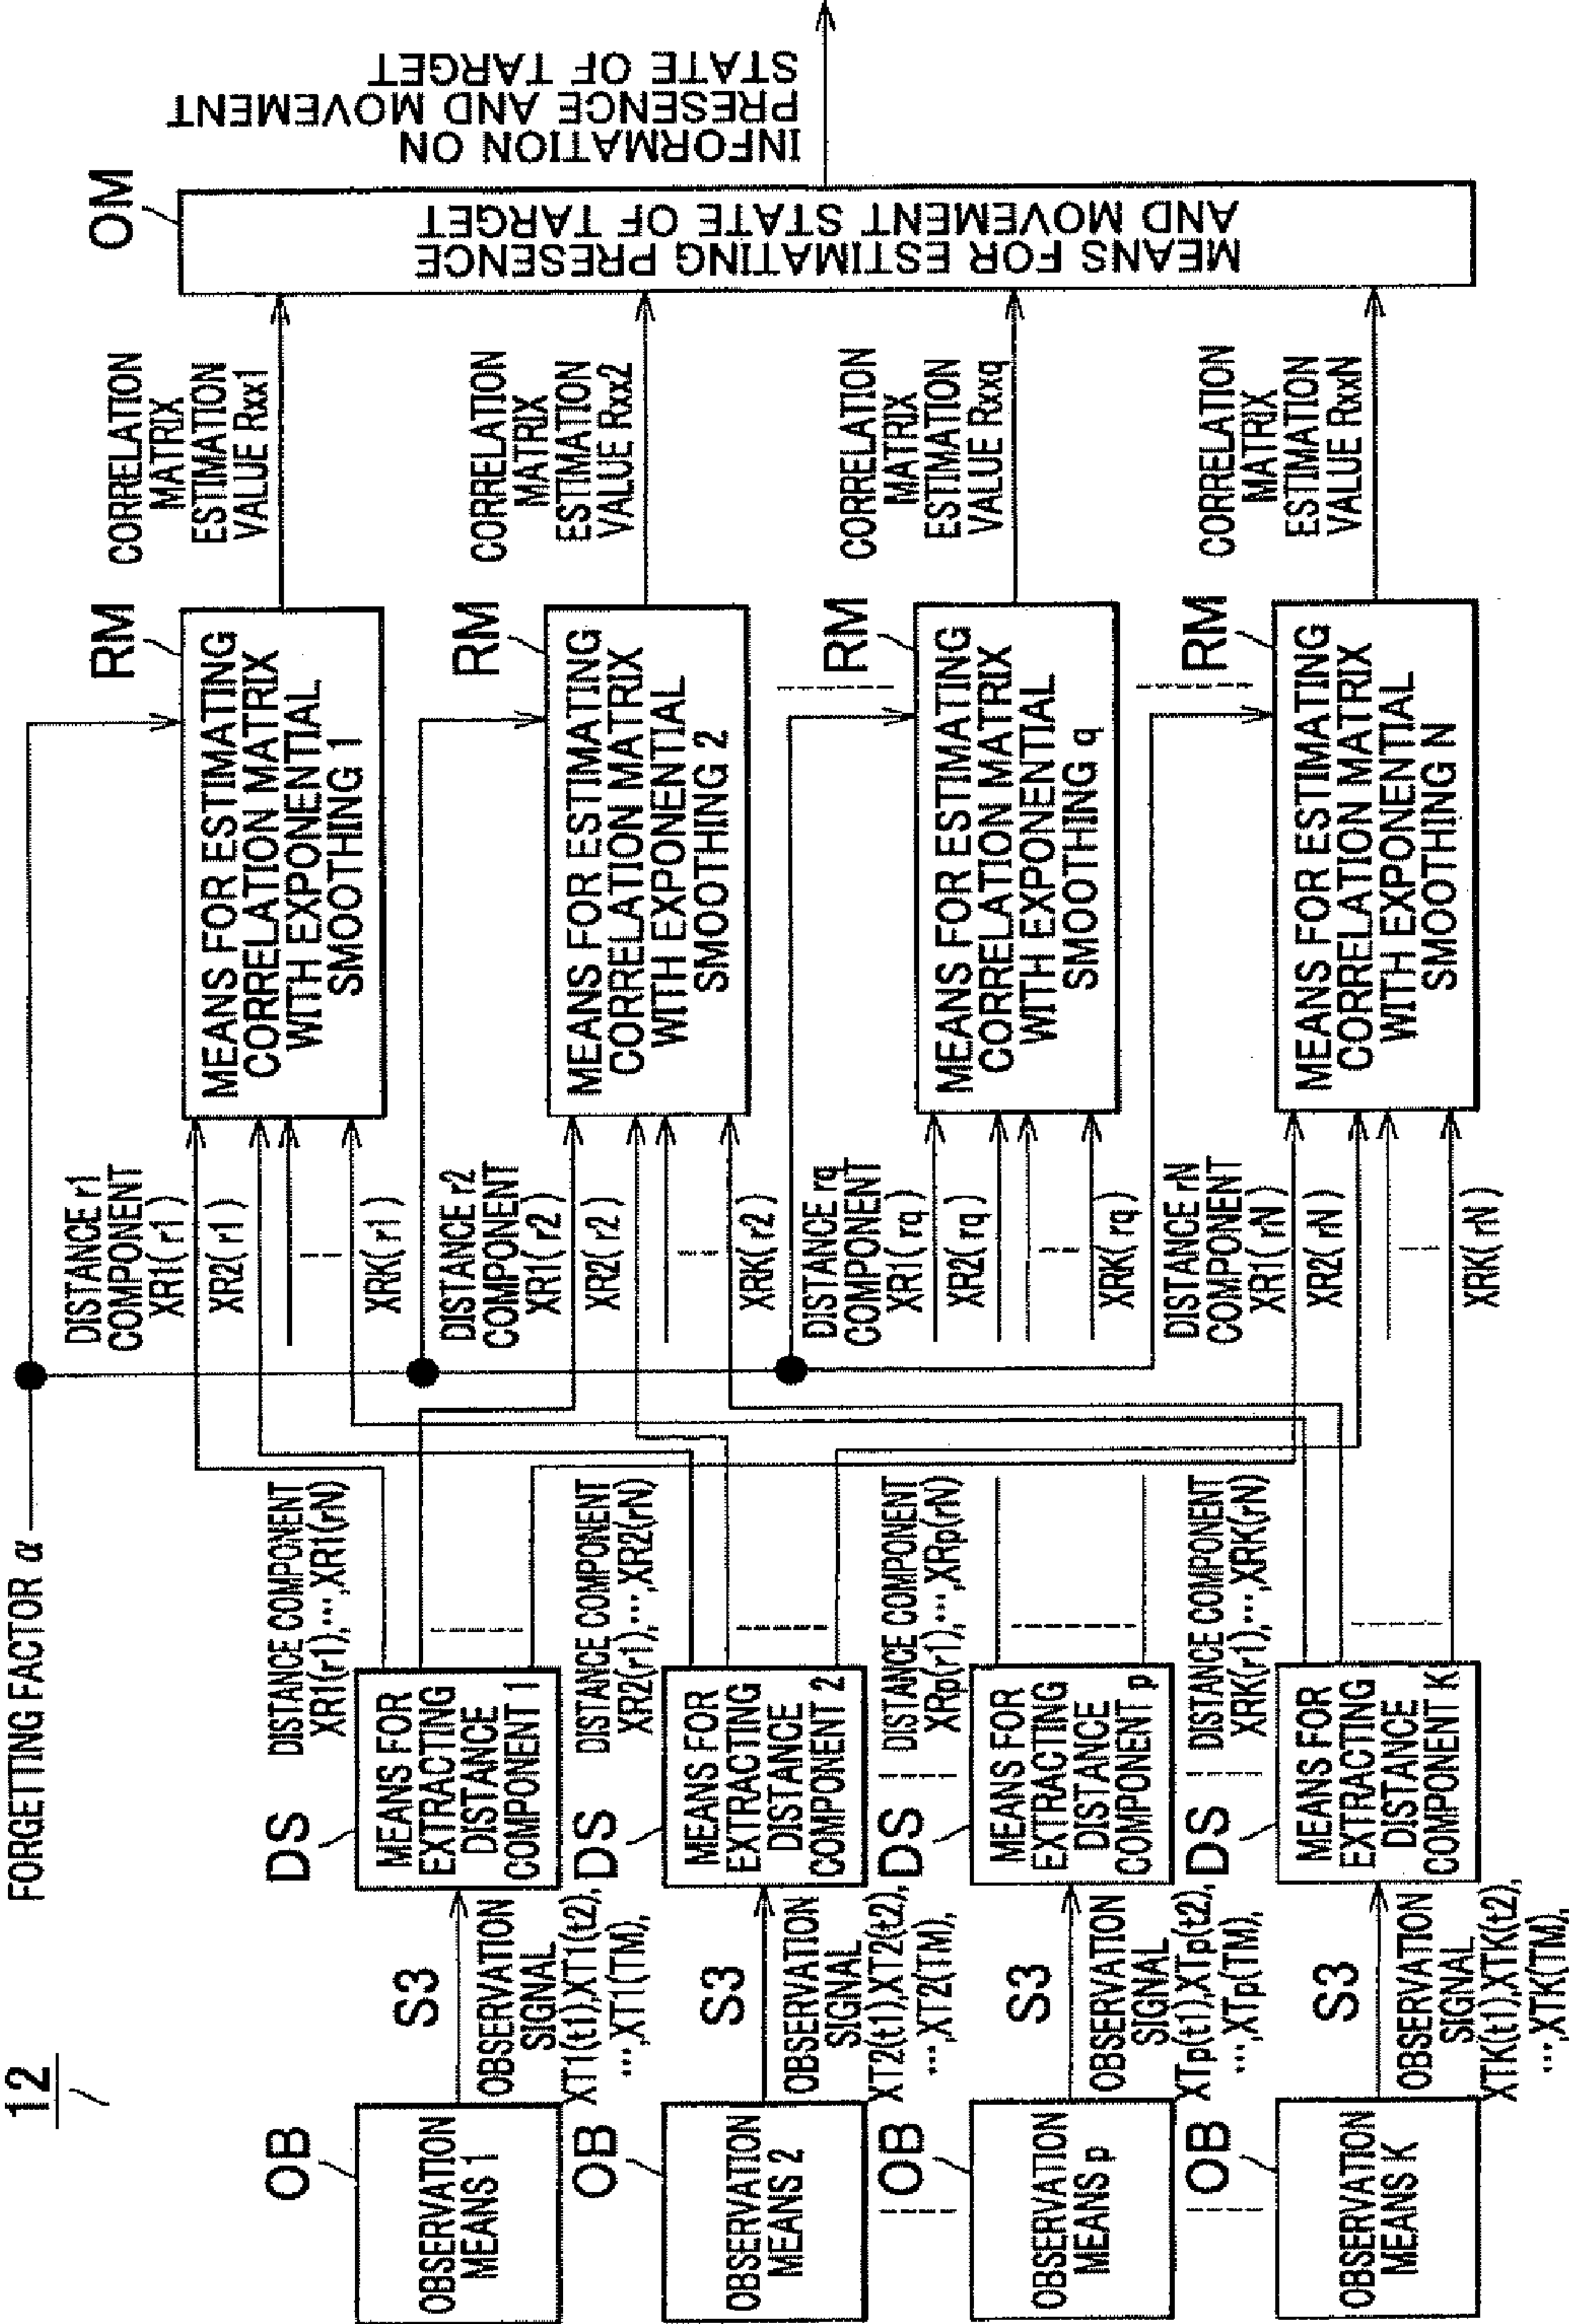 12
FORGETTING FACTOR α
OB
OBSERVATION
MEANS 1
S3
OBSERVATION
SIGNAL
XT1(t1),XT1(t2),
…,XT1(TM),
DS
MEANS FOR
EXTRACTING
DISTANCE
COMPONENT 1
DISTANCE COMPONENT
XR1(r1),…,XR1(rN)
OB
OBSERVATION
MEANS 2
S3
OBSERVATION
SIGNAL
XT2(t1),XT2(t2),
…,XT2(TM),
DS
MEANS FOR
EXTRACTING
DISTANCE
COMPONENT 2
DISTANCE COMPONENT
XR2(r1),…,XR2(rN)
OB
OBSERVATION
MEANS p
S3
OBSERVATION
SIGNAL
XTp(t1),XTp(t2),
…,XTp(TM),
DS
MEANS FOR
EXTRACTING
DISTANCE
COMPONENT p
DISTANCE COMPONENT
XRp(r1),…,XRp(rN)
OB
OBSERVATION
MEANS K
S3
OBSERVATION
SIGNAL
XTK(t1),XTK(t2),
…,XTK(TM),
DS
MEANS FOR
EXTRACTING
DISTANCE
COMPONENT K
DISTANCE COMPONENT
XRK(r1),…,XRK(rN)
DISTANCE r1
COMPONENT
XR1(r1)
XR2(r1)
XRK(r1)
RM
MEANS FOR ESTIMATING
CORRELATION MATRIX
WITH EXPONENTIAL
SMOOTHING 1
CORRELATION
MATRIX
ESTIMATION
VALUE Rxx1
DISTANCE r2
COMPONENT
XR1(r2)
XR2(r2)
XRK(r2)
RM
MEANS FOR ESTIMATING
CORRELATION MATRIX
WITH EXPONENTIAL
SMOOTHING 2
CORRELATION
MATRIX
ESTIMATION
VALUE Rxx2
DISTANCE rq
COMPONENT
XR1(rq)
XR2(rq)
XRK(rq)
RM
MEANS FOR ESTIMATING
CORRELATION MATRIX
WITH EXPONENTIAL
SMOOTHING q
CORRELATION
MATRIX
ESTIMATION
VALUE Rxxq
DISTANCE rN
COMPONENT
XR1(rN)
XR2(rN)
XRK(rN)
RM
MEANS FOR ESTIMATING
CORRELATION MATRIX
WITH EXPONENTIAL
SMOOTHING N
CORRELATION
MATRIX
ESTIMATION
VALUE RxxN
OM
MEANS FOR ESTIMATING PRESENCE
AND MOVEMENT STATE OF TARGET
INFORMATION ON
PRESENCE AND MOVEMENT
STATE OF TARGET